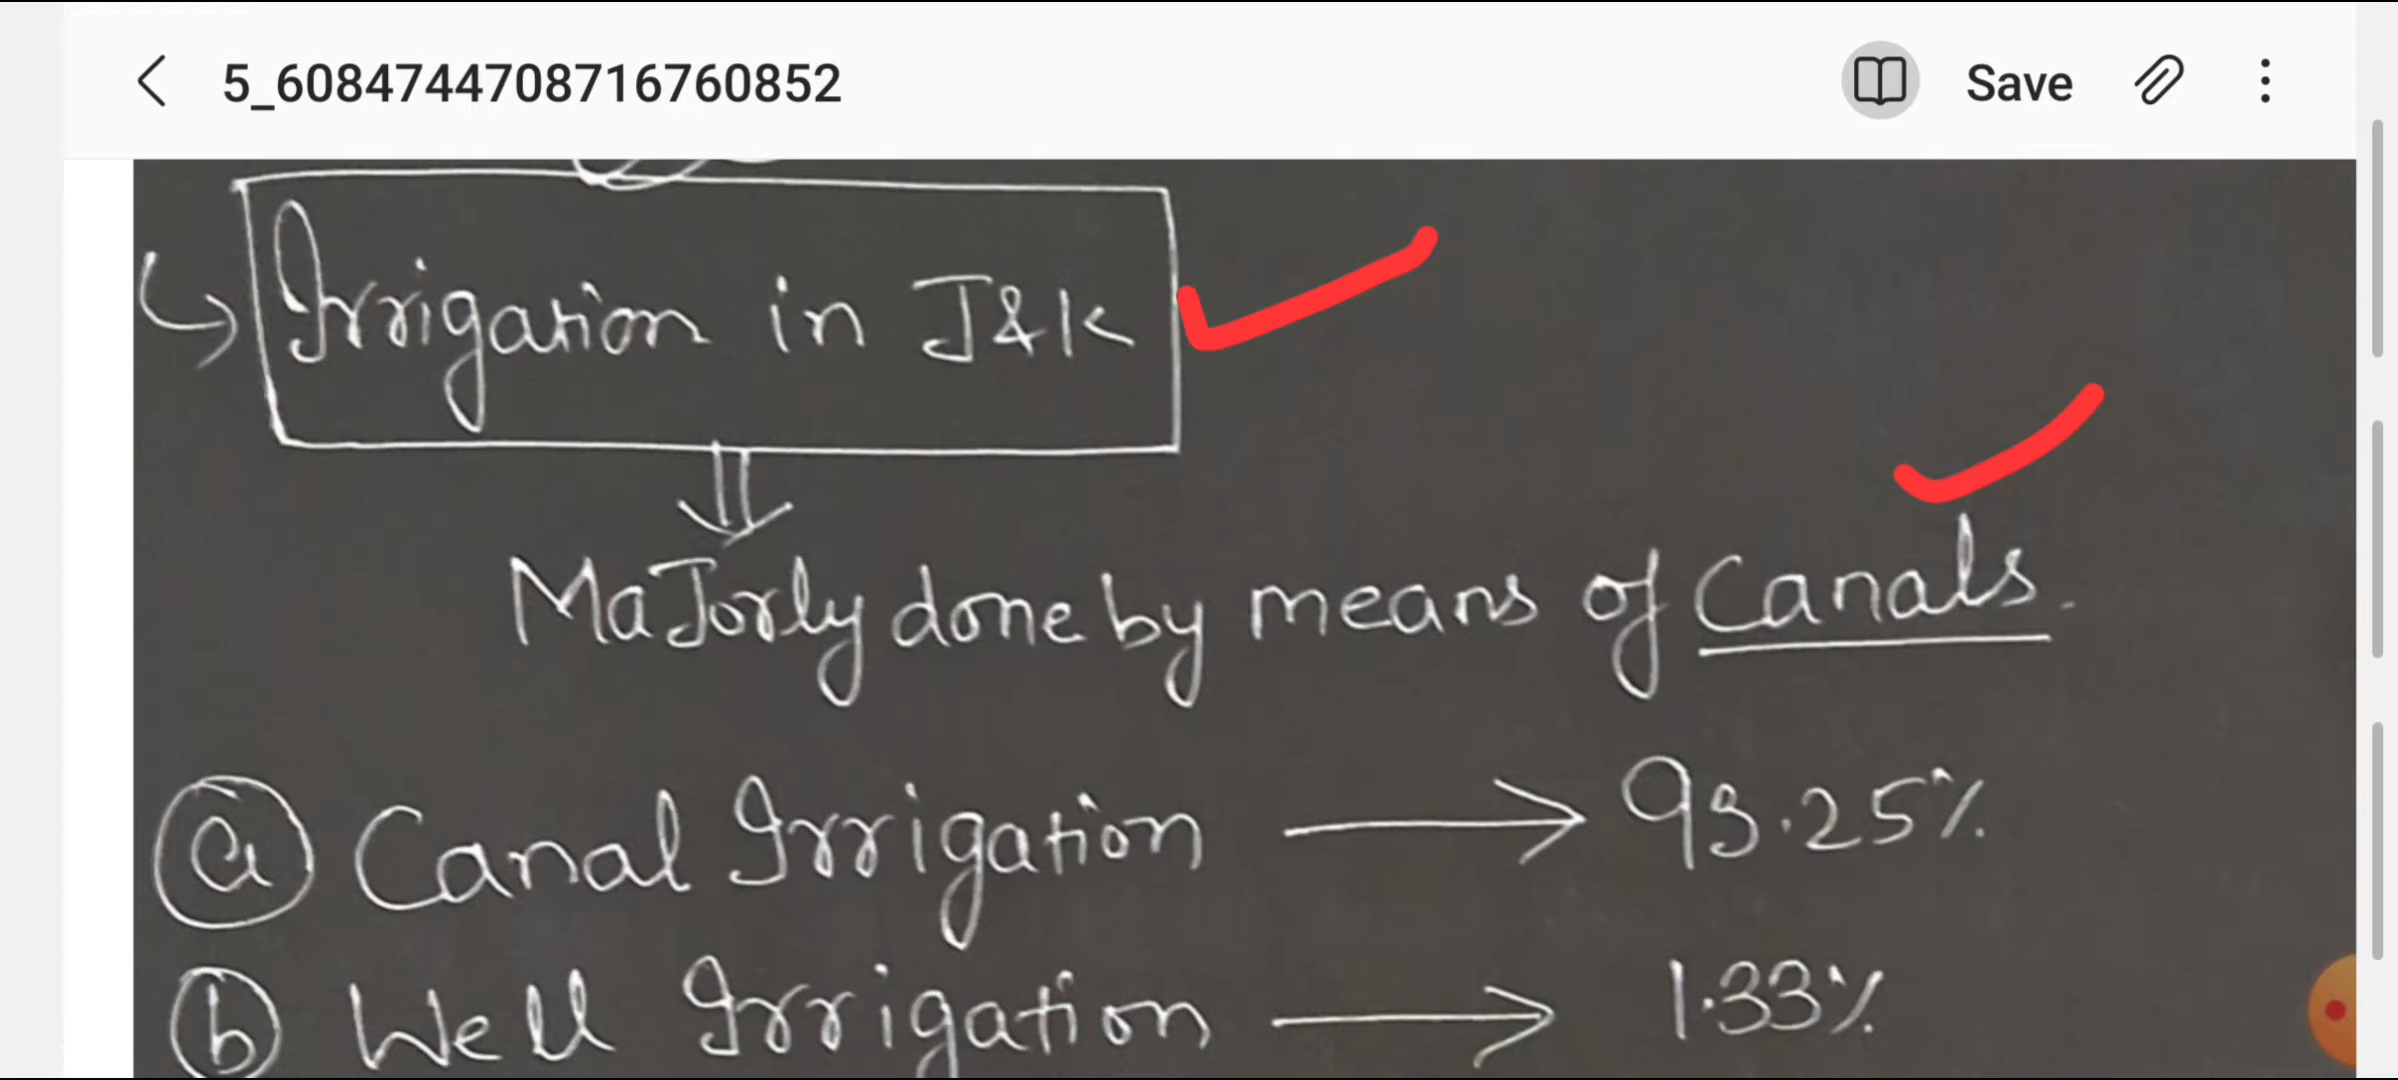 5_6084744708716760852 Save
Irrigation in J&K
MaJorly done by means of Canals.
a Canal Irrigation → 93.25%
b Well Irrigation → 1.33%